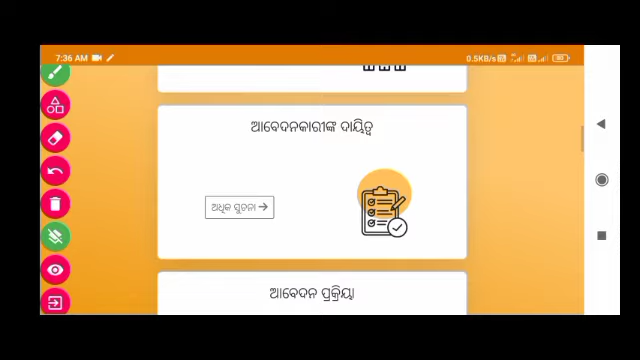 7:36 AM 0.5KB/s
ଆବେଦନକାରୀଙ୍କ ଦାୟିତ୍ୱ
ଅଧିକ ସୂଚନା →
ଆବେଦନ ପ୍ରକ୍ରିୟା